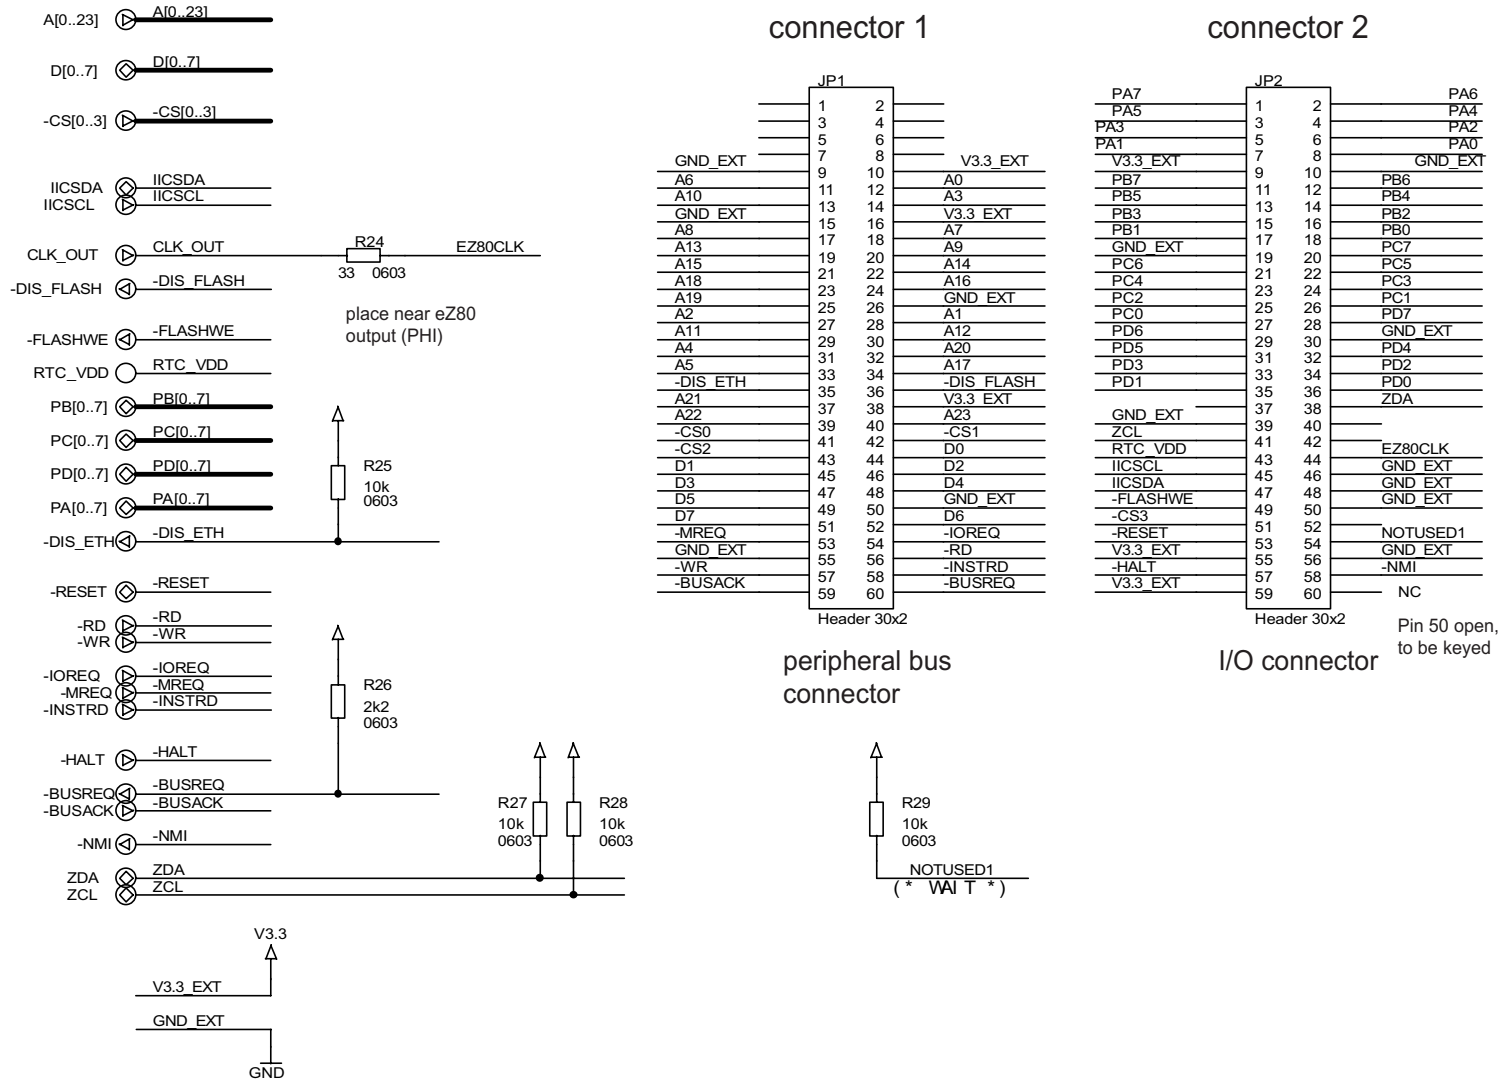 connector 1
connector 2
A[0..23] A[0..23]
D[0..7] D[0..7]
-CS[0..3] -CS[0..3]
IICSDA IICSDA
IICSCL IICSCL
CLK_OUT CLK_OUT R24 EZ80CLK
33 0603
-DIS_FLASH -DIS_FLASH
place near eZ80
output (PHI)
-FLASHWE -FLASHWE
RTC_VDD RTC_VDD
PB[0..7] PB[0..7]
PC[0..7] PC[0..7]
PD[0..7] PD[0..7]
PA[0..7] PA[0..7]
R25
10k
0603
-DIS_ETH -DIS_ETH
-RESET -RESET
-RD -RD
-WR -WR
-IOREQ -IOREQ
-MREQ -MREQ
-INSTRD -INSTRD
R26
2k2
0603
-HALT -HALT
-BUSREQ -BUSREQ
-BUSACK -BUSACK
-NMI -NMI
ZDA ZDA
ZCL ZCL
R27
10k
0603
R28
10k
0603
R29
10k
0603
NOTUSED1
(* WAIT *)
V3.3
V3.3_EXT
GND_EXT
GND
JP1
1 2
3 4
5 6
7 8
GND_EXT 9 10 V3.3_EXT
A6 11 12 A0
A10 13 14 A3
GND_EXT 15 16 V3.3_EXT
A8 17 18 A7
A13 19 20 A9
A15 21 22 A14
A18 23 24 A16
A19 25 26 GND_EXT
A2 27 28 A1
A11 29 30 A12
A4 31 32 A20
A5 33 34 A17
-DIS_ETH 35 36 -DIS_FLASH
A21 37 38 V3.3_EXT
A22 39 40 A23
-CS0 41 42 -CS1
-CS2 43 44 D0
D1 45 46 D2
D3 47 48 D4
D5 49 50 GND_EXT
D7 51 52 D6
-MREQ 53 54 -IOREQ
GND_EXT 55 56 -RD
-WR 57 58 -INSTRD
-BUSACK 59 60 -BUSREQ
Header 30x2
peripheral bus
connector
JP2
PA7 1 2 PA6
PA5 3 4 PA4
PA3 5 6 PA2
PA1 7 8 PA0
V3.3_EXT 9 10 GND_EXT
PB7 11 12 PB6
PB5 13 14 PB4
PB3 15 16 PB2
PB1 17 18 PB0
GND_EXT 19 20 PC7
PC6 21 22 PC5
PC4 23 24 PC3
PC2 25 26 PC1
PC0 27 28 PD7
PD6 29 30 GND_EXT
PD5 31 32 PD4
PD3 33 34 PD2
PD1 35 36 PD0
37 38 ZDA
GND_EXT 39 40
ZCL 41 42
RTC_VDD 43 44 EZ80CLK
IICSCL 45 46 GND_EXT
IICSDA 47 48 GND_EXT
-FLASHWE 49 50 GND_EXT
-CS3 51 52
-RESET 53 54 NOTUSED1
V3.3_EXT 55 56 GND_EXT
-HALT 57 58 -NMI
V3.3_EXT 59 60 NC
Header 30x2
Pin 50 open,
to be keyed
I/O connector